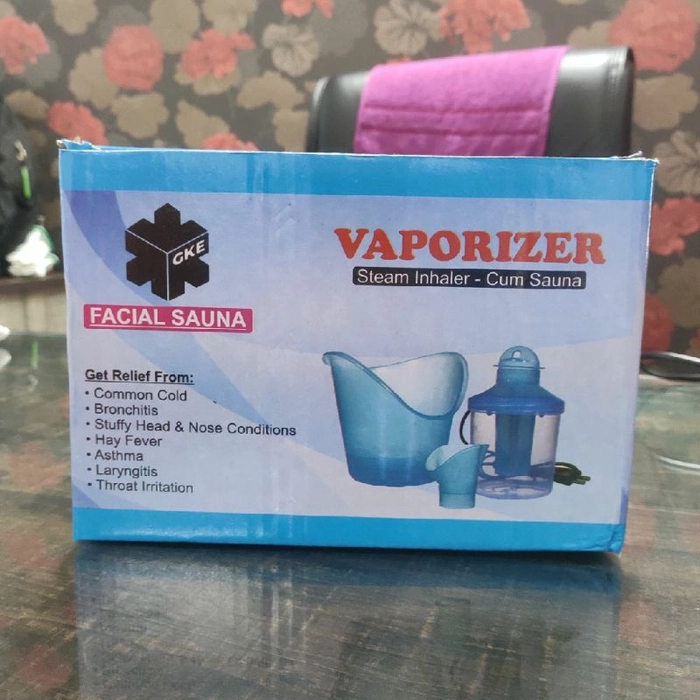 GKE
FACIAL SAUNA
VAPORIZER
Steam Inhaler - Cum Sauna
Get Relief From:
• Common Cold
• Bronchitis
• Stuffy Head & Nose Conditions
• Hay Fever
• Asthma
• Laryngitis
• Throat Irritation